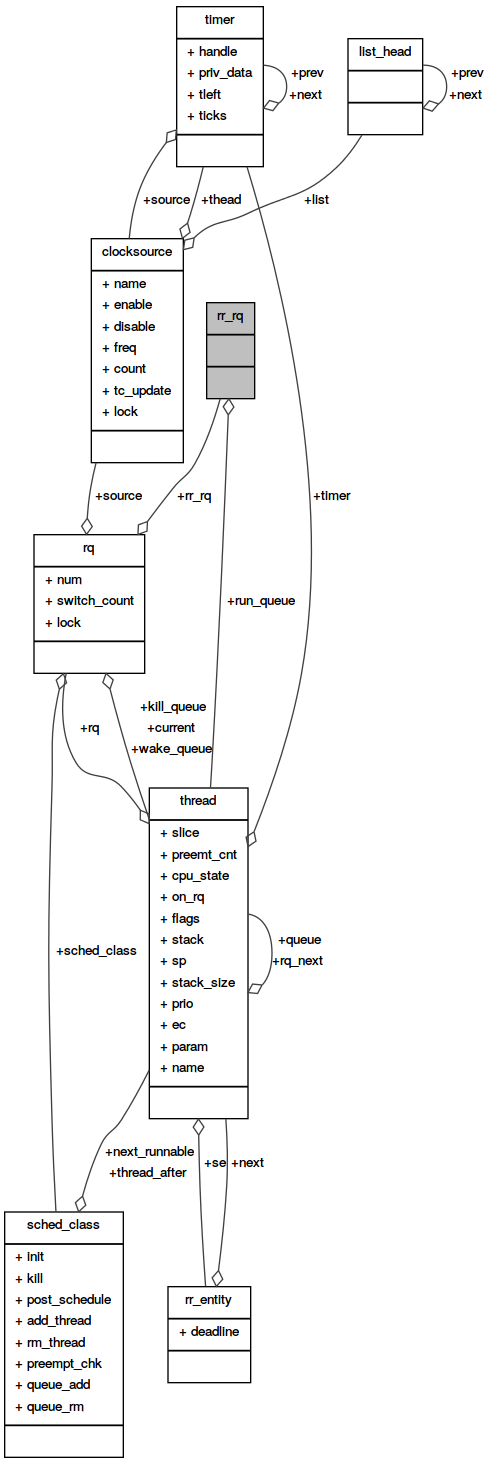 timer
+ handle
+ priv_data
+ tleft
+ ticks
+prev
+next
list_head
+prev
+next
+source
+thead
+list
clocksource
+ name
+ enable
+ disable
+ freq
+ count
+ tc_update
+ lock
rr_rq
+source
+rr_rq
+timer
rq
+ num
+ switch_count
+ lock
+run_queue
+rq
+kill_queue
+current
+wake_queue
thread
+ slice
+ preemt_cnt
+ cpu_state
+ on_rq
+ flags
+ stack
+ sp
+ stack_size
+ prio
+ ec
+ param
+ name
+queue
+rq_next
+sched_class
+next_runnable
+thread_after
+se
+next
sched_class
+ init
+ kill
+ post_schedule
+ add_thread
+ rm_thread
+ preempt_chk
+ queue_add
+ queue_rm
rr_entity
+ deadline